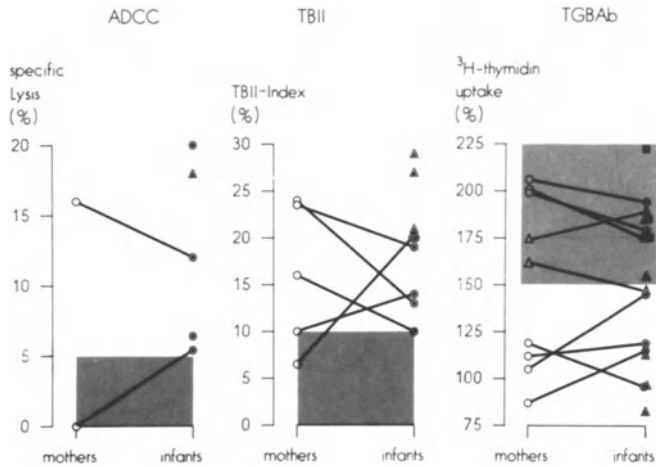 ADCC
TBII
TGBAb
specific
Lysis
(%)
TBII-Index
(%)
³H-thymidin
uptake
(%)
20
15
10
5
0
30
25
20
15
10
5
0
225
200
175
150
125
100
75
mothers
infants
mothers
infants
mothers
infants